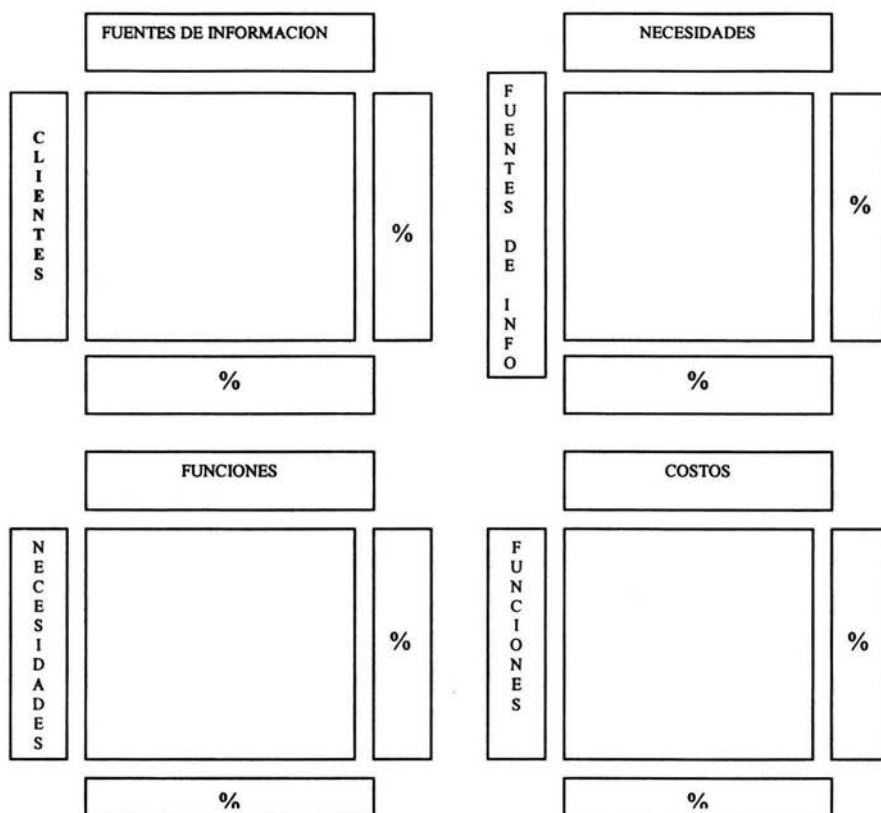 FUENTES DE INFORMACION
CLIENTES
%
%
NECESIDADES
FUENTES DE INFO
%
%
FUNCIONES
NECESIDADES
%
%
COSTOS
FUNCIONES
%
%